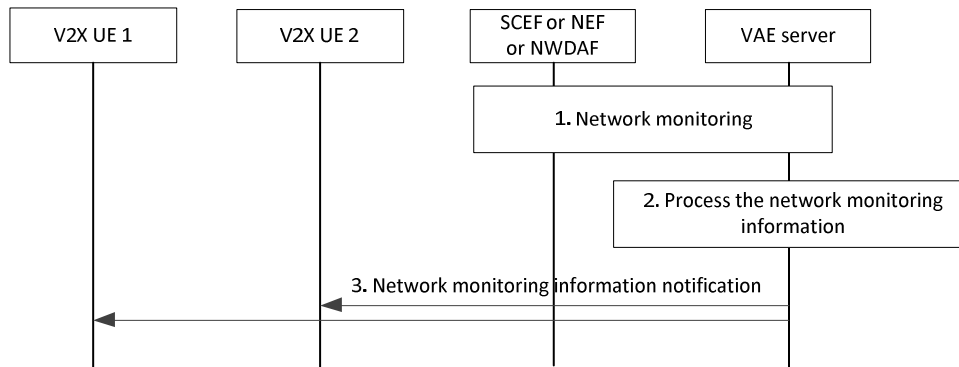 V2X UE 1
V2X UE 2
SCEF or NEF
or NWDAF
VAE server
1. Network monitoring
2. Process the network monitoring
information
3. Network monitoring information notification